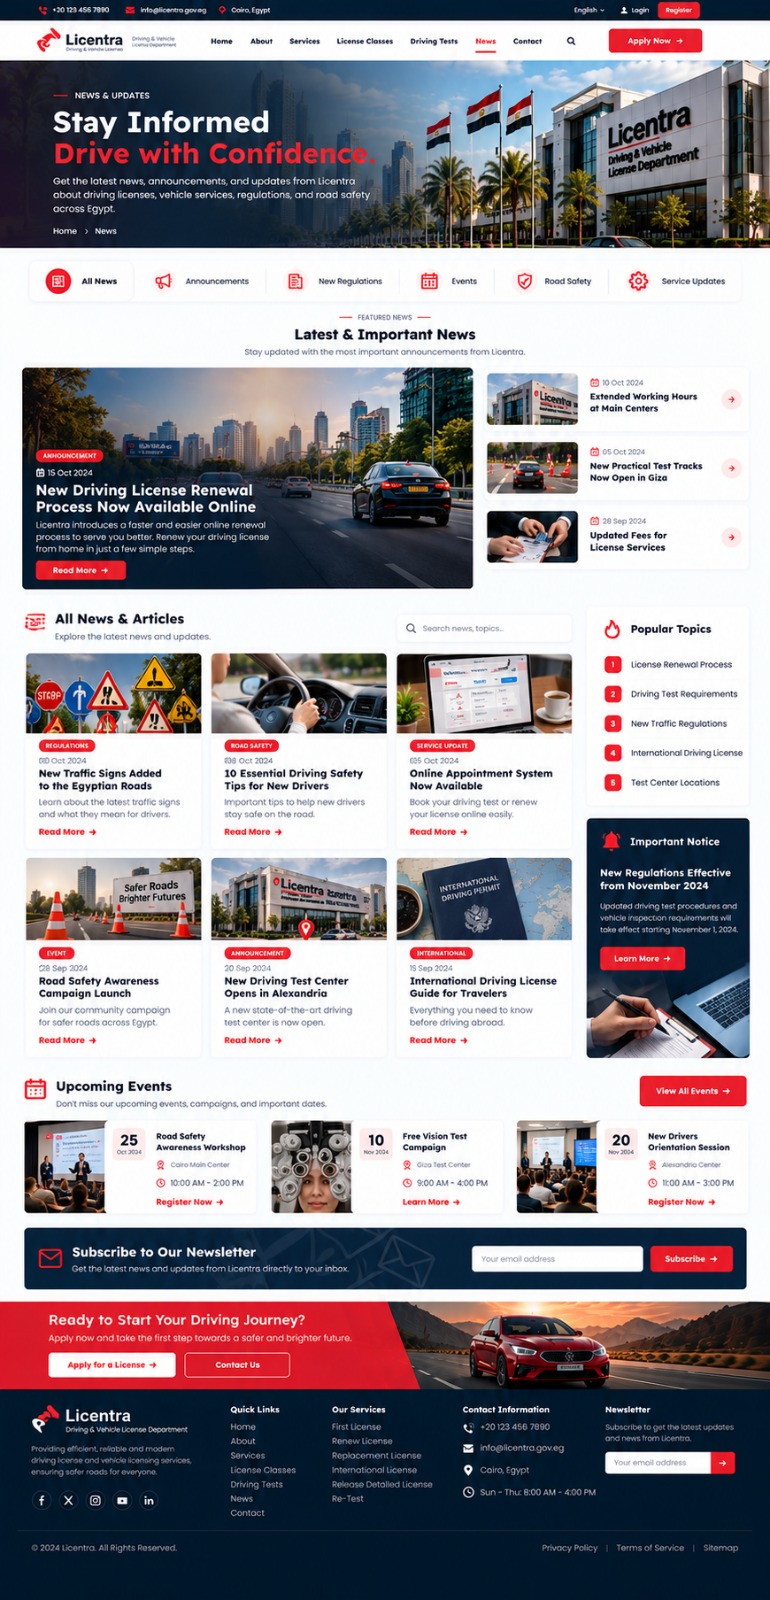 +20 123 456 7890
info@licentra.gov.eg
Cairo, Egypt
English
Login
Register
Licentra
Driving & Vehicle License
Driving & Vehicle
License Department
Home
About
Services
License Classes
Driving Tests
News
Contact
Apply Now →
NEWS & UPDATES
Stay Informed
Drive with Confidence.
Get the latest news, announcements, and updates from Licentra
about driving licenses, vehicle services, regulations, and road safety
across Egypt.
Home > News
Licentra
Driving & Vehicle
License Department
All News
Announcements
New Regulations
Events
Road Safety
Service Updates
FEATURED NEWS
Latest & Important News
Stay updated with the most important announcements from Licentra.
ANNOUNCEMENT
15 Oct 2024
New Driving License Renewal
Process Now Available Online
Licentra introduces a faster and easier online renewal
process to serve you better. Renew your driving license
from home in just a few simple steps.
Read More →
Licentra
10 Oct 2024
Extended Working Hours
at Main Centers
05 Oct 2024
New Practical Test Tracks
Now Open in Giza
28 Sep 2024
Updated Fees for
License Services
All News & Articles
Explore the latest news and updates.
Search news, topics..
REGULATIONS
Oct 2024
New Traffic Signs Added
to the Egyptian Roads
Learn about the latest traffic signs
and what they mean for drivers.
Read More →
ROAD SAFETY
Oct 2024
10 Essential Driving Safety
Tips for New Drivers
Important tips to help new drivers
stay safe on the road.
Read More →
SERVICE UPDATE
Oct 2024
Online Appointment System
Now Available
Book your driving test or renew
your license online easily.
Read More →
Safer Roads
Brighter Futures
EVENT
28 Sep 2024
Road Safety Awareness
Campaign Launch
Join our community campaign
for safer roads across Egypt.
Read More →
Licentra
ANNOUNCEMENT
20 Sep 2024
New Driving Test Center
Opens in Alexandria
A new state-of-the-art driving
test center is now open.
Read More →
INTERNATIONAL
DRIVING PERMIT
INTERNATIONAL
15 Sep 2024
International Driving License
Guide for Travelers
Everything you need to know
before driving abroad.
Read More →
Popular Topics
1 License Renewal Process
2 Driving Test Requirements
3 New Traffic Regulations
4 International Driving License
5 Test Center Locations
Important Notice
New Regulations Effective
from November 2024
Updated driving test procedures and
vehicle inspection requirements will
take effect starting November 1, 2024.
Learn More →
Upcoming Events
Don't miss our upcoming events, campaigns, and important dates.
View All Events →
25
Oct 2024
Road Safety
Awareness Workshop
Cairo Main Center
10:00 AM - 2:00 PM
Register Now →
10
Nov 2024
Free Vision Test
Campaign
Giza Test Center
9:00 AM - 4:00 PM
Learn More →
20
Nov 2024
New Drivers
Orientation Session
Alexandria Center
11:00 AM - 3:00 PM
Register Now →
Subscribe to Our Newsletter
Get the latest news and updates from Licentra directly to your inbox.
Your email address
Subscribe →
Ready to Start Your Driving Journey?
Apply now and take the first step towards a safer and brighter future.
Apply for a License →
Contact Us
Licentra
Driving & Vehicle License Department
Providing efficient, reliable and modern
driving license and vehicle licensing services,
ensuring safer roads for everyone.
Quick Links
Home
About
Services
License Classes
Driving Tests
News
Contact
Our Services
First License
Renew License
Replacement License
International License
Release Detailed License
Re-Test
Contact Information
+20 123 456 7890
info@licentra.gov.eg
Cairo, Egypt
Sun - Thu: 8:00 AM - 4:00 PM
Newsletter
Subscribe to get the latest updates
and news from Licentra.
Your email address
© 2024 Licentra. All Rights Reserved.
Privacy Policy | Terms of Service | Sitemap